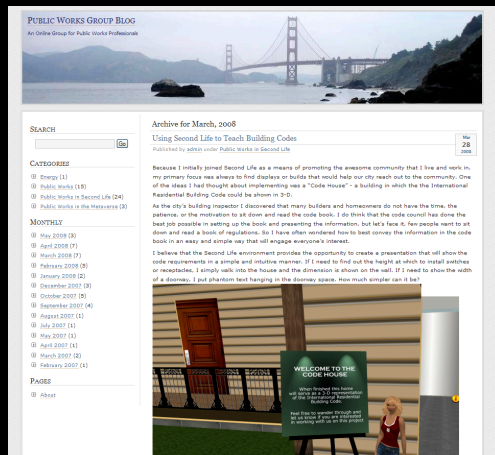 PUBLIC WORKS GROUP BLOG
An Online Group for Public Works Professionals
SEARCH
Go
CATEGORIES
Energy (1)
Public Works (15)
Public Works in Second Life (24)
Public Works in the Metaverse (3)
MONTHLY
May 2008 (3)
April 2008 (7)
March 2008 (7)
February 2008 (5)
January 2008 (2)
December 2007 (3)
October 2007 (5)
September 2007 (4)
August 2007 (1)
July 2007 (1)
May 2007 (1)
April 2007 (1)
March 2007 (2)
February 2007 (1)
PAGES
About
Archive for March, 2008
Using Second Life to Teach Building Codes
Published by admin under Public Works in Second Life
Mar
28
2008
Because I initially joined Second Life as a means of promoting the awesome community that I live and work in,
my primary focus was always to find displays or builds that would help our city reach out to the community. One
of the ideas I had thought about implementing was a "Code House" - a building in which the the International
Residential Building Code could be shown in 3-D.
As the city's building inspector I discovered that many builders and homeowners do not have the time, the
patience, or the motivation to sit down and read the code book. I do think that the code council has done the
best job possible in setting up the book and presenting the information, but let's face it, few people want to sit
down and read a book of regulations. So I have often wondered how to best convey the information in the code
book in an easy and simple way that will engage everyone's interest.
I believe that the Second Life environment provides the opportunity to create a presentation that will show the
code requirements in a simple and intuitive manner. If I need to find out the height at which to install switches
or receptacles, I simply walk into the house and the dimension is shown on the wall. If I need to show the width
of a doorway, I put phantom text hanging in the doorway space. How much simpler can it be?
WELCOME TO THE
CODE HOUSE
When finished this home
will serve as a 3-D representation
of the International Residential
Building Code.
Feel free to wander through and
let us know if you are interested
in working with us on this project